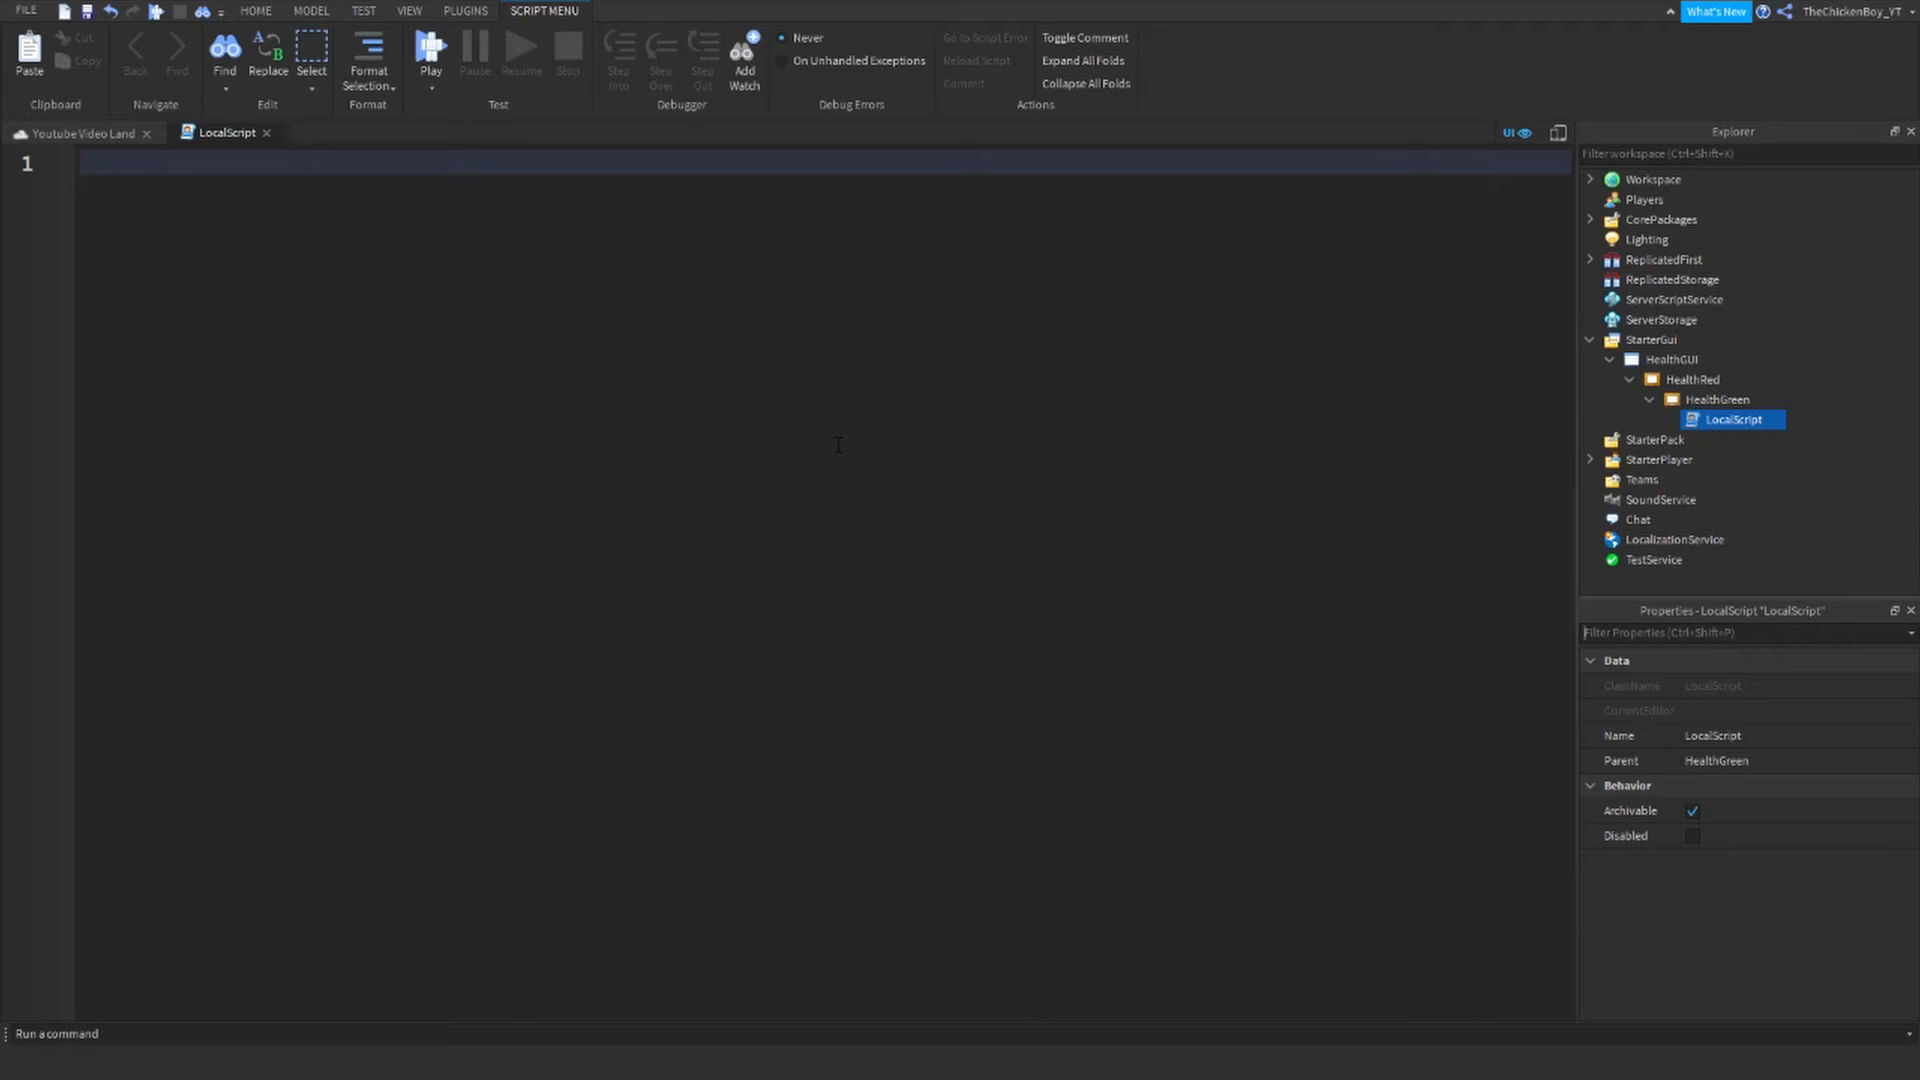 FILE HOME MODEL TEST VIEW PLUGINS SCRIPT MENU What's New TheChickenBoy_YT
Paste Cut Copy
Clipboard
Back Fwd
Navigate
Find Replace Select
Edit
Format Selection
Format
Play Pause Resume Stop
Test
Step Into Step Over Step Out Add Watch
Debugger
Never
On Unhandled Exceptions
Debug Errors
Go to Script Error Toggle Comment
Reload Script Expand All Folds
Commit Collapse All Folds
Actions
Youtube Video Land LocalScript UI
1
Explorer
Filter workspace (Ctrl+Shift+X)
Workspace
Players
CorePackages
Lighting
ReplicatedFirst
ReplicatedStorage
ServerScriptService
ServerStorage
StarterGui
HealthGUI
HealthRed
HealthGreen
LocalScript
StarterPack
StarterPlayer
Teams
SoundService
Chat
LocalizationService
TestService
Properties - LocalScript "LocalScript"
Filter Properties (Ctrl+Shift+P)
Data
ClassName LocalScript
CurrentEditor
Name LocalScript
Parent HealthGreen
Behavior
Archivable
Disabled
Run a command